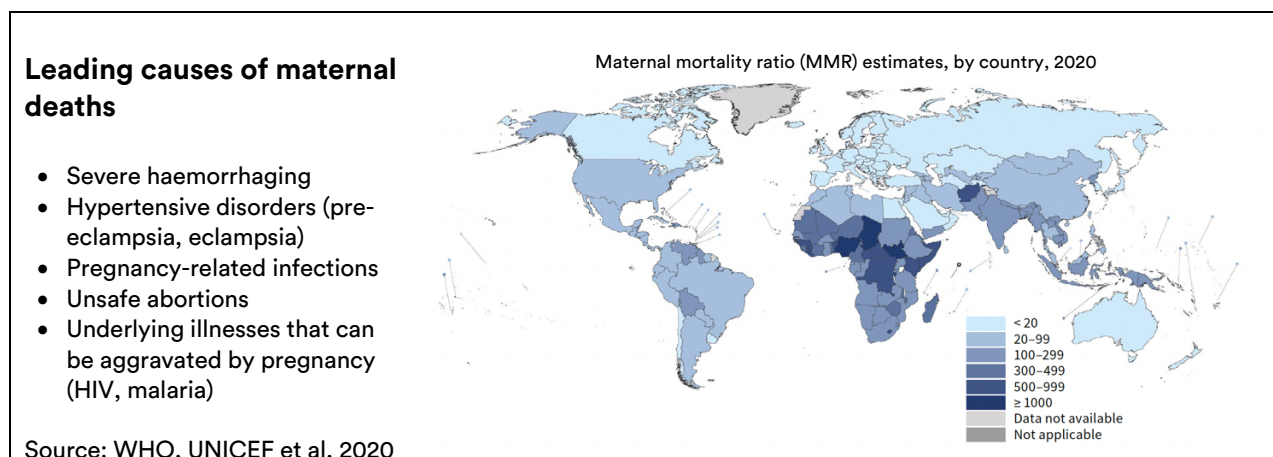 Leading causes of maternal
deaths
• Severe haemorrhaging
• Hypertensive disorders (pre-
eclampsia, eclampsia)
• Pregnancy-related infections
• Unsafe abortions
• Underlying illnesses that can
be aggravated by pregnancy
(HIV, malaria)
Source: WHO, UNICEF et al. 2020
Maternal mortality ratio (MMR) estimates, by country, 2020
< 20
20–99
100–299
300–499
500–999
≥ 1000
Data not available
Not applicable